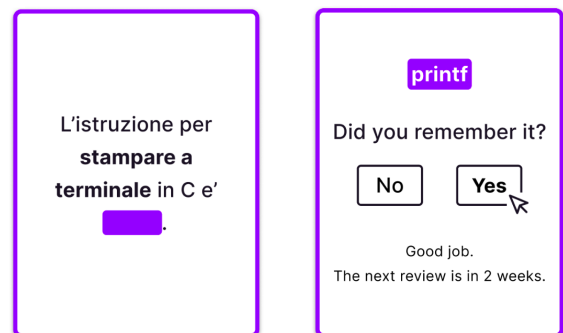 L’istruzione per
stampare a
terminale in C e’
.
printf
Did you remember it?
No
Yes
Good job.
The next review is in 2 weeks.